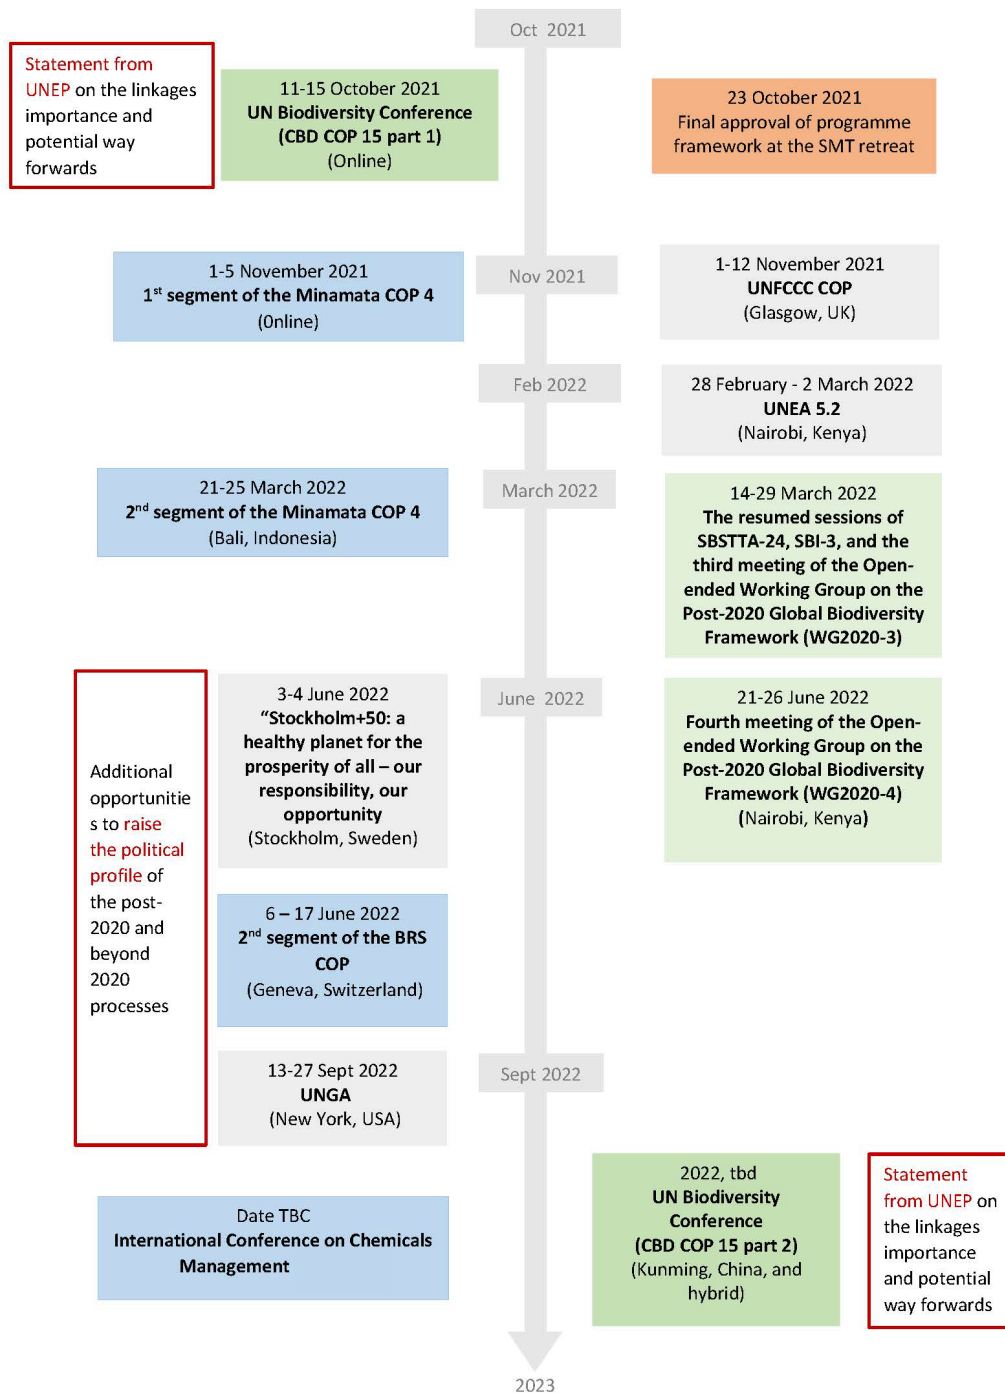 Oct 2021
Statement from
UNEP on the linkages
importance and
potential way
forwards
11-15 October 2021
UN Biodiversity Conference
(CBD COP 15 part 1)
(Online)
23 October 2021
Final approval of programme
framework at the SMT retreat
Nov 2021
1-5 November 2021
1st segment of the Minamata COP 4
(0nline)
1-12 November 2021
UNFCCC COP
(Glasgow, UK)
Feb 2022
28 February - 2 March 2022
UNEA 5.2
(Nairobi, Kenya)
March 2022
21-25 March 2022
2nd segment of the Minamata COP 4
(Bali, Indonesia)
14-29 March 2022
The resumed sessions of
SBSTTA-24, SBI-3, and the
third meeting of the Open-
ended Working Group on the
Post-2020 Global Biodiversity
Framework (WG2020-3)
June 2022
Additional
opportunitie
s to raise
the political
profile of
the post-
2020 and
beyond
2020
processes
3-4 June 2022
“Stockholm+50: a
healthy planet for the
prosperity of all – our
responsibility, our
opportunity
(Stockholm, Sweden)
21-26 June 2022
Fourth meeting of the Open-
ended Working Group on the
Post-2020 Global Biodiversity
Framework (WG2020-4)
(Nairobi, Kenya)
6 – 17 June 2022
2nd segment of the BRS
COP
(Geneva, Switzerland)
Sept 2022
13-27 Sept 2022
UNGA
(New York, USA)
Date TBC
International Conference on Chemicals
Management
2022, tbd
UN Biodiversity
Conference
(CBD COP 15 part 2)
(Kunming, China, and
hybrid)
Statement
from UNEP on
the linkages
importance
and potential
way forwards
2023